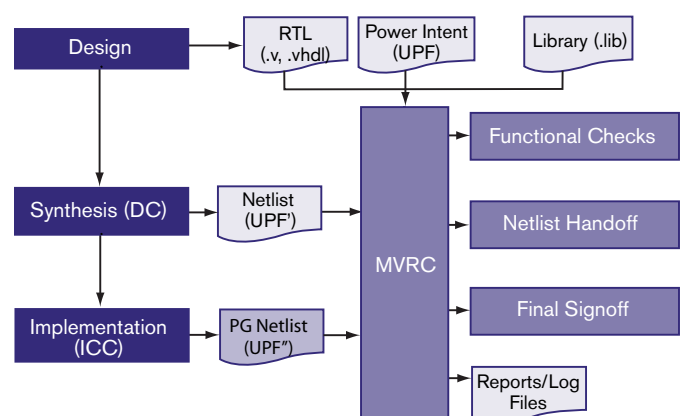 Design
RTL
(.v, .vhdl)
Power Intent
(UPF)
Library (.lib)
Functional Checks
Synthesis (DC)
Netlist
(UPF')
MVRC
Netlist Handoff
Final Signoff
Implementation
(ICC)
PG Netlist
(UPF")
Reports/Log
Files